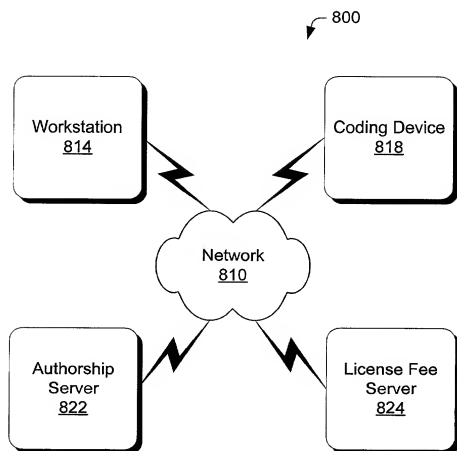 800
Workstation
814
Coding Device
818
Network
810
Authorship
Server
822
License Fee
Server
824